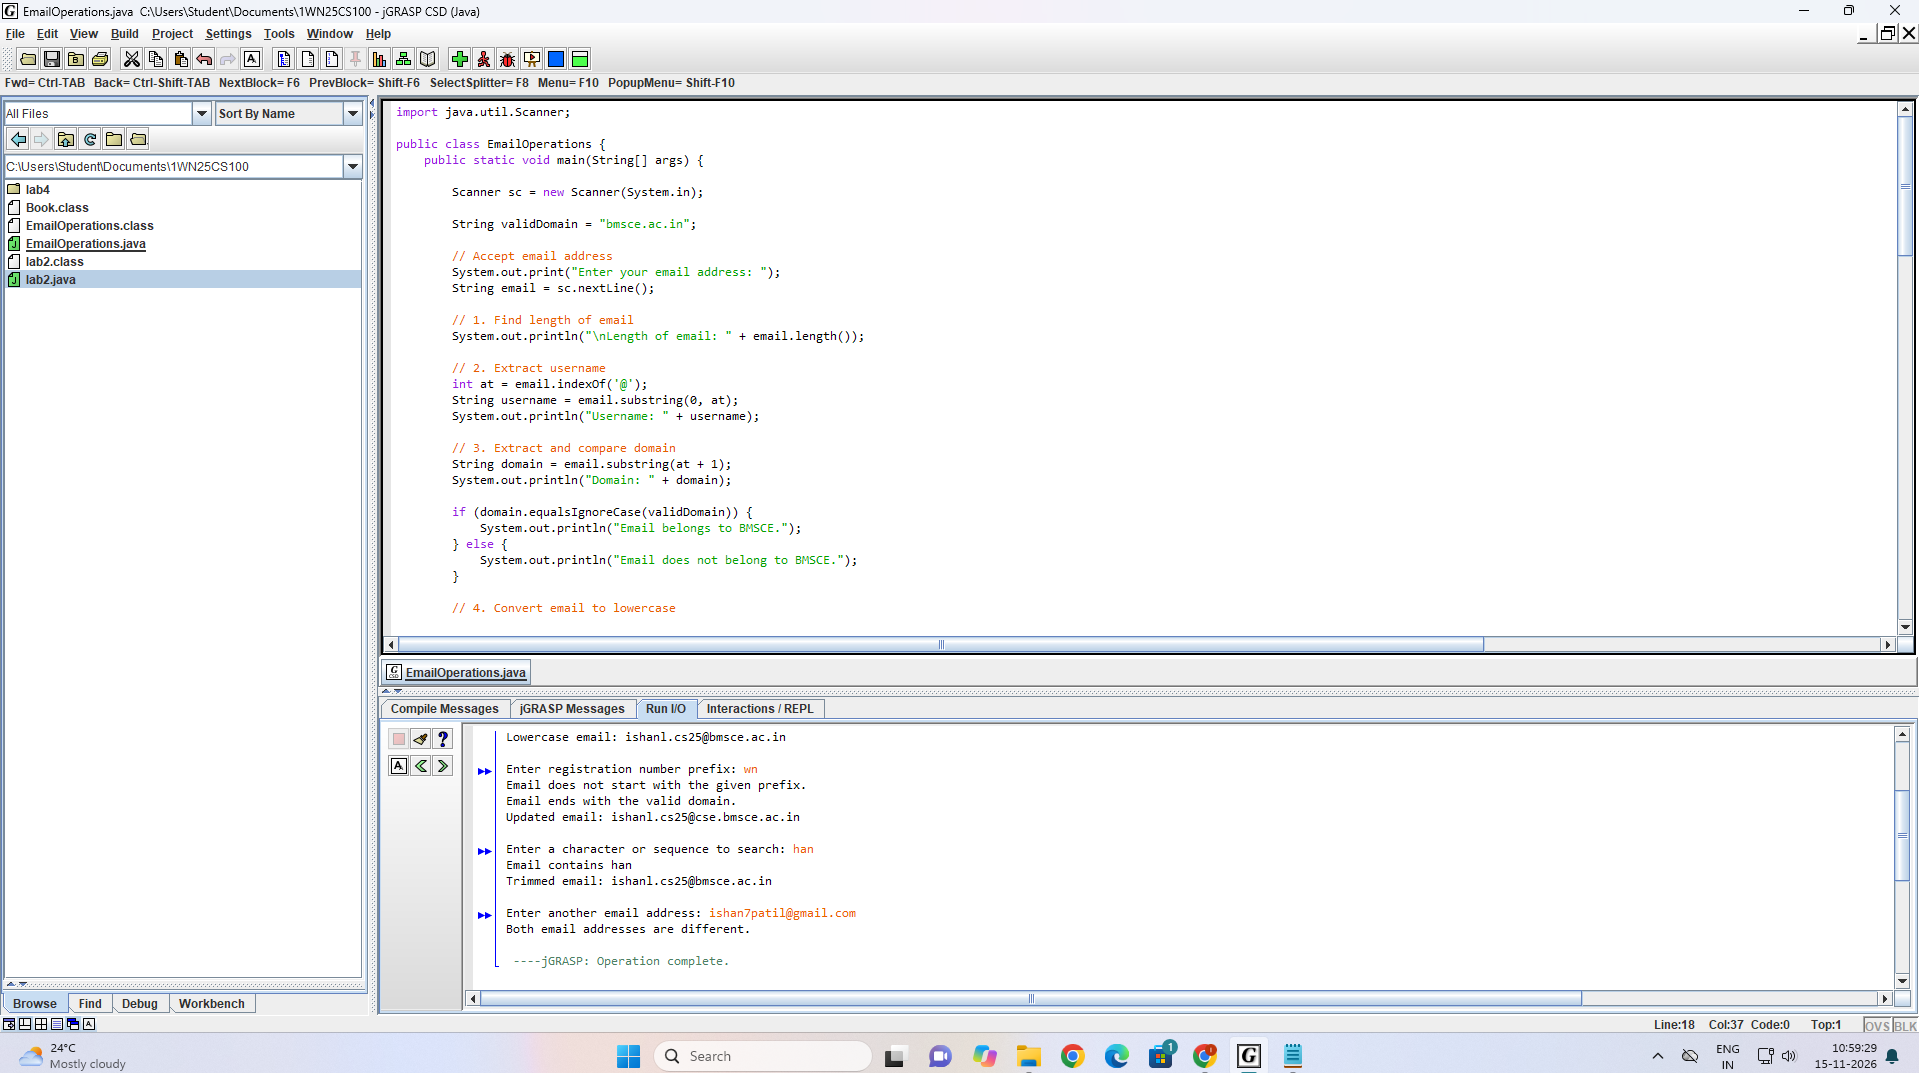 EmailOperations.java C:\Users\Student\Documents\1WN25CS100 - jGRASP CSD (Java)
File Edit View Build Project Settings Tools Window Help
Fwd= Ctrl-TAB Back= Ctrl-Shift-TAB NextBlock= F6 PrevBlock= Shift-F6 SelectSplitter= F8 Menu= F10 PopupMenu= Shift-F10
All Files Sort By Name
C:\Users\Student\Documents\1WN25CS100
lab4
Book.class
EmailOperations.class
EmailOperations.java
lab2.class
lab2.java
Browse Find Debug Workbench
import java.util.Scanner;
public class EmailOperations {
public static void main(String[] args) {
Scanner sc = new Scanner(System.in);
String validDomain = "bmsce.ac.in";
// Accept email address
System.out.print("Enter your email address: ");
String email = sc.nextLine();
// 1. Find length of email
System.out.println("\nLength of email: " + email.length());
// 2. Extract username
int at = email.indexOf('@');
String username = email.substring(0, at);
System.out.println("Username: " + username);
// 3. Extract and compare domain
String domain = email.substring(at + 1);
System.out.println("Domain: " + domain);
if (domain.equalsIgnoreCase(validDomain)) {
System.out.println("Email belongs to BMSCE.");
} else {
System.out.println("Email does not belong to BMSCE.");
}
// 4. Convert email to lowercase
EmailOperations.java
Compile Messages jGRASP Messages Run I/O Interactions / REPL
Lowercase email: ishanl.cs25@bmsce.ac.in
Enter registration number prefix: wn
Email does not start with the given prefix.
Email ends with the valid domain.
Updated email: ishanl.cs25@cse.bmsce.ac.in
Enter a character or sequence to search: han
Email contains han
Trimmed email: ishanl.cs25@bmsce.ac.in
Enter another email address: ishan7patil@gmail.com
Both email addresses are different.
----jGRASP: Operation complete.
Line:18 Col:37 Code:0 Top:1 OVS BLK
24°C
Mostly cloudy
Search
1
ENG
IN
10:59:29
15-11-2026